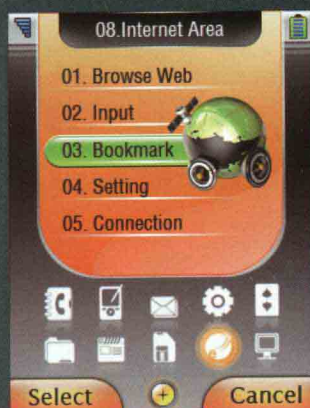 08.Internet Area
01. Browse Web
02. Input
03. Bookmark
04. Setting
05. Connection
Select
Cancel